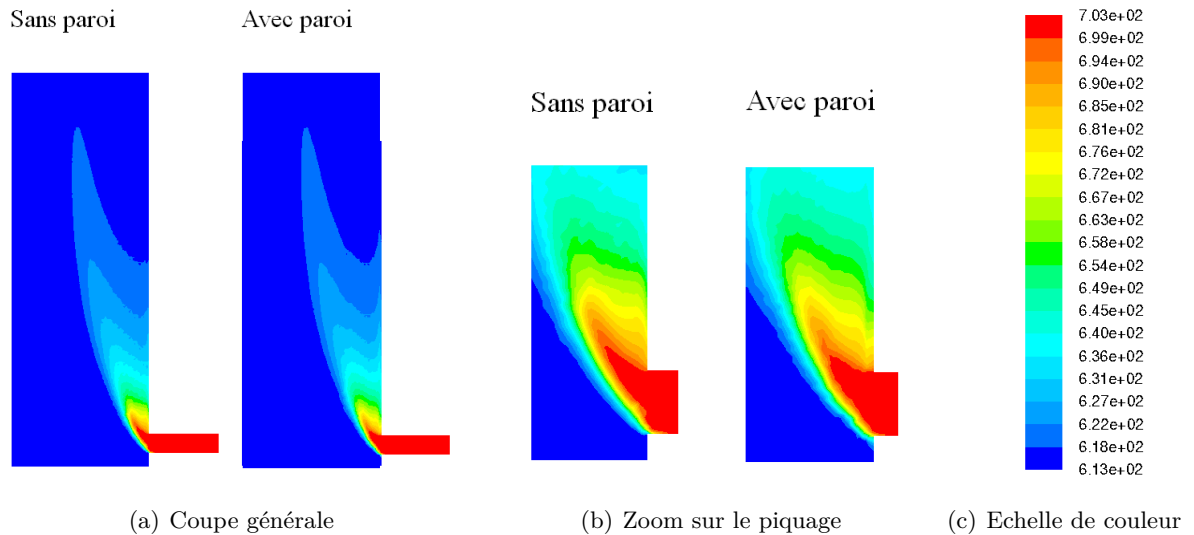 Sans paroi
Avec paroi
Sans paroi
Avec paroi
7.03e+02
6.99e+02
6.94e+02
6.90e+02
6.85e+02
6.81e+02
6.76e+02
6.72e+02
6.67e+02
6.63e+02
6.58e+02
6.54e+02
6.49e+02
6.45e+02
6.40e+02
6.36e+02
6.31e+02
6.27e+02
6.22e+02
6.18e+02
6.13e+02
(a) Coupe générale
(b) Zoom sur le piquage
(c) Echelle de couleur